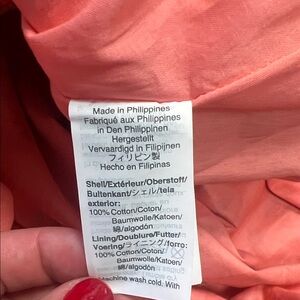 Made in Philippines
Fabriqué aux Philippines
in Den Philippinen
Hergestellt
Vervaardigd in Filipijnen
フィリピン製
Hecho en Filipinas
Shell/Extérieur/Oberstoff/
Buitenkant/シェル/tela
exterior:
100% Cotton/Coton/
Baumwolle/Katoen/
綿/algodón
Lining/Doublure/Futter/
Voering/ライニング/forro:
100% Cotton/Coton/
Baumwolle/Katoen/
綿/algodón
Machine wash cold. With